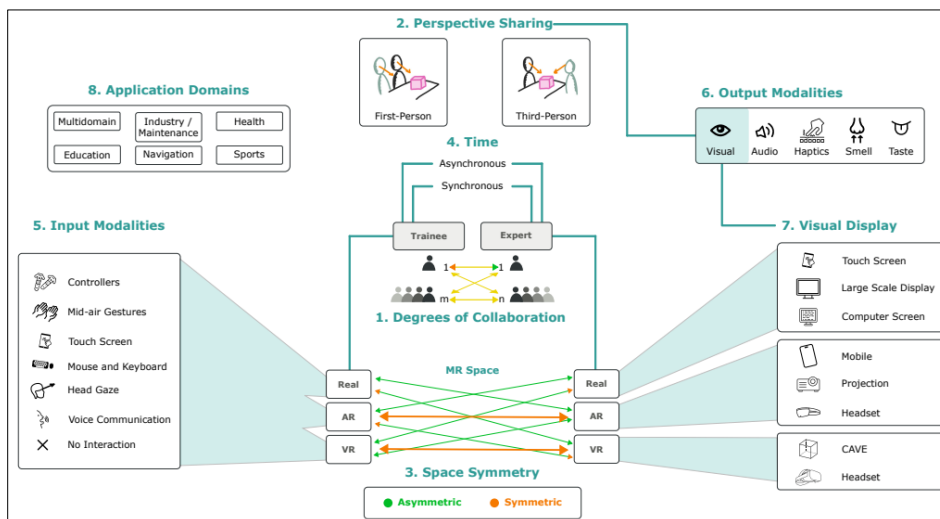 2. Perspective Sharing
First-Person
Third-Person
8. Application Domains
Multidomain
Industry /
Maintenance
Health
Education
Navigation
Sports
6. Output Modalities
Visual
Audio
Haptics
Smell
Taste
4. Time
Asynchronous
Synchronous
Trainee
Expert
1
1
m
n
1. Degrees of Collaboration
5. Input Modalities
Controllers
Mid-air Gestures
Touch Screen
Mouse and Keyboard
Head Gaze
Voice Communication
No Interaction
7. Visual Display
Touch Screen
Large Scale Display
Computer Screen
Mobile
Projection
Headset
CAVE
Headset
MR Space
Real
Real
AR
AR
VR
VR
3. Space Symmetry
Asymmetric
Symmetric